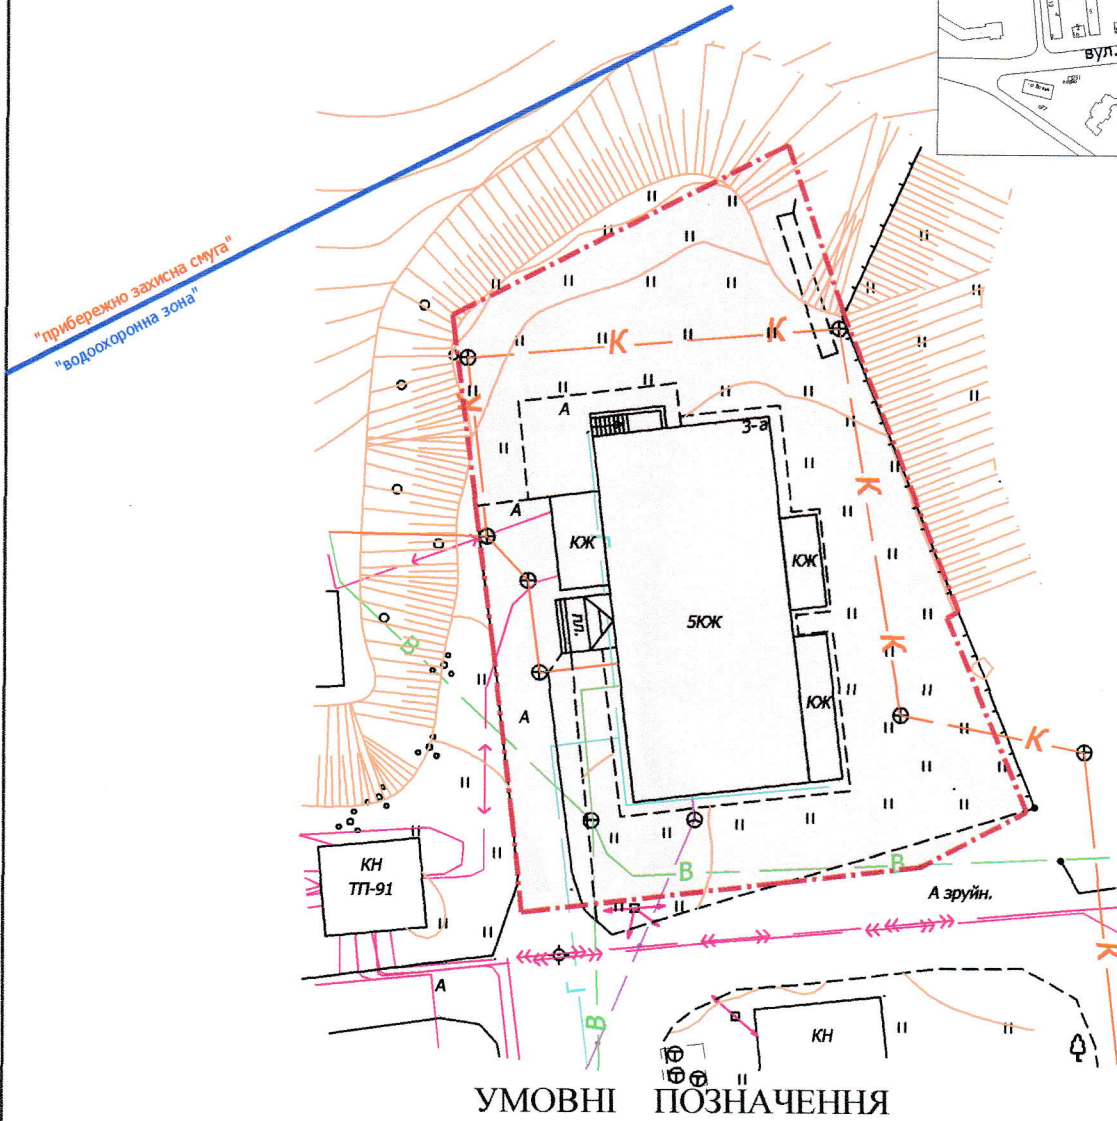 вул.
"прибережно захисна смуга"
"водоохоронна зона"
К
К
К
А
3-а
К
А
КЖ
КЖ
пл.
5КЖ
В
К
КЖ
А
К
КН
ТП-91
В
В
А зруйн.
К
А
Г
В
КН
УМОВНІ ПОЗНАЧЕННЯ